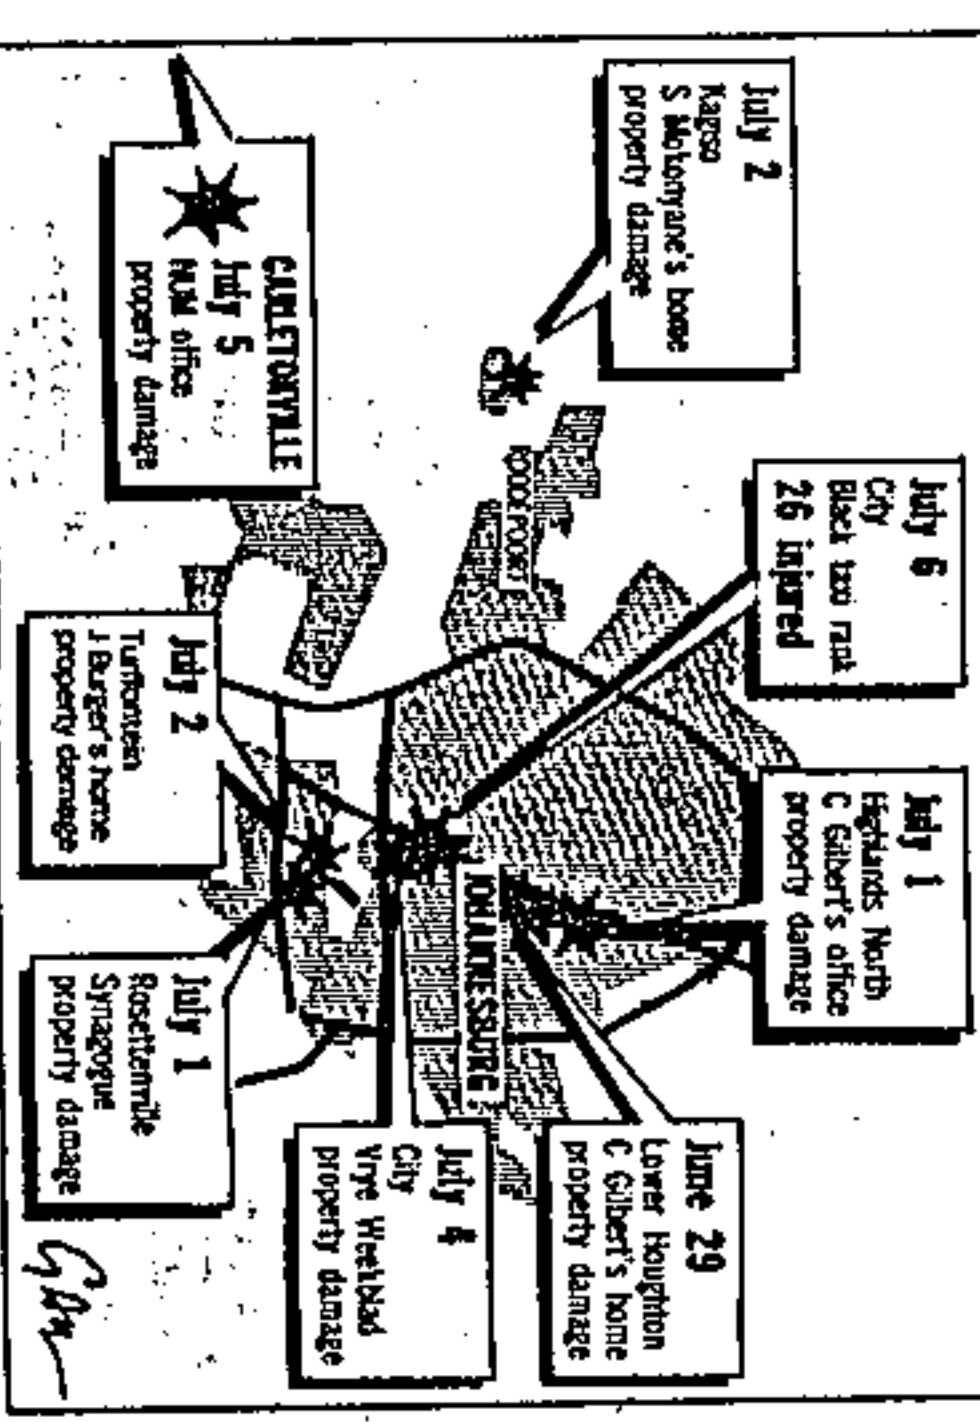 July 2
Kagiso
S Motonyane's home
property damage
July 6
City
Black taxi rank
26 injured
July 1
Highlands North
C Gilbert's office
property damage
CARLETONVILLE
July 5
NUM office
property damage
ROODEPOORT
JOHANNESBURG
June 29
Lower Houghton
C Gilbert's home
property damage
July 2
Turffontein
J Burger's home
property damage
July 1
Rosettenville
Synagogue
property damage
July 4
City
Vrye Weekblad
property damage